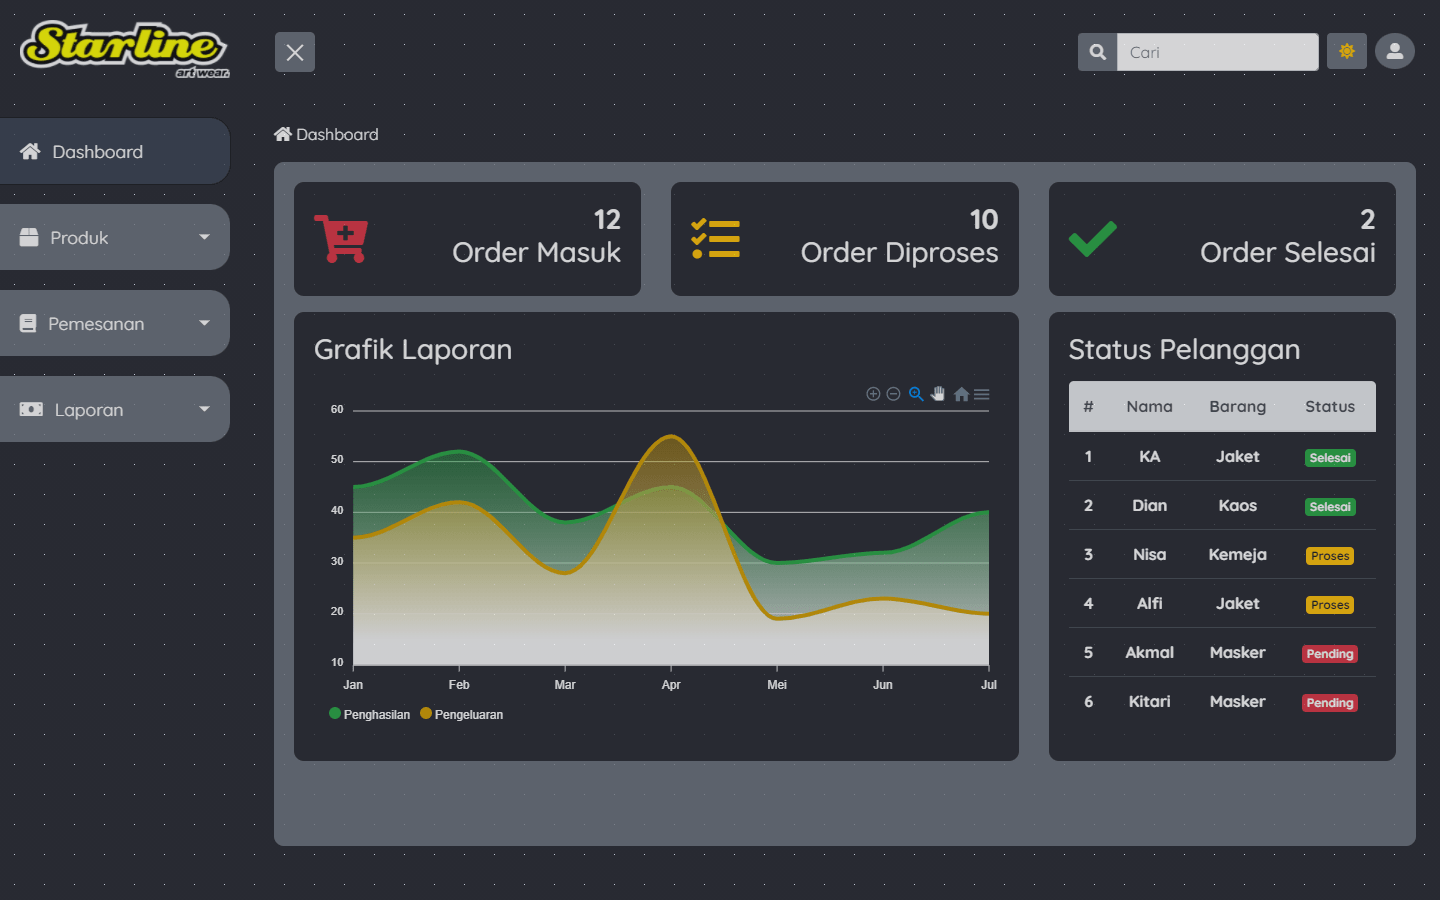 Starline
art wear.
Cari
Dashboard
Dashboard
Produk
Pemesanan
Laporan
12
Order Masuk
10
Order Diproses
2
Order Selesai
Grafik Laporan
60
50
40
30
20
10
Jan Feb Mar Apr Mei Jun Jul
Penghasilan Pengeluaran
Status Pelanggan
# Nama Barang Status
1 KA Jaket Selesai
2 Dian Kaos Selesai
3 Nisa Kemeja Proses
4 Alfi Jaket Proses
5 Akmal Masker Pending
6 Kitari Masker Pending